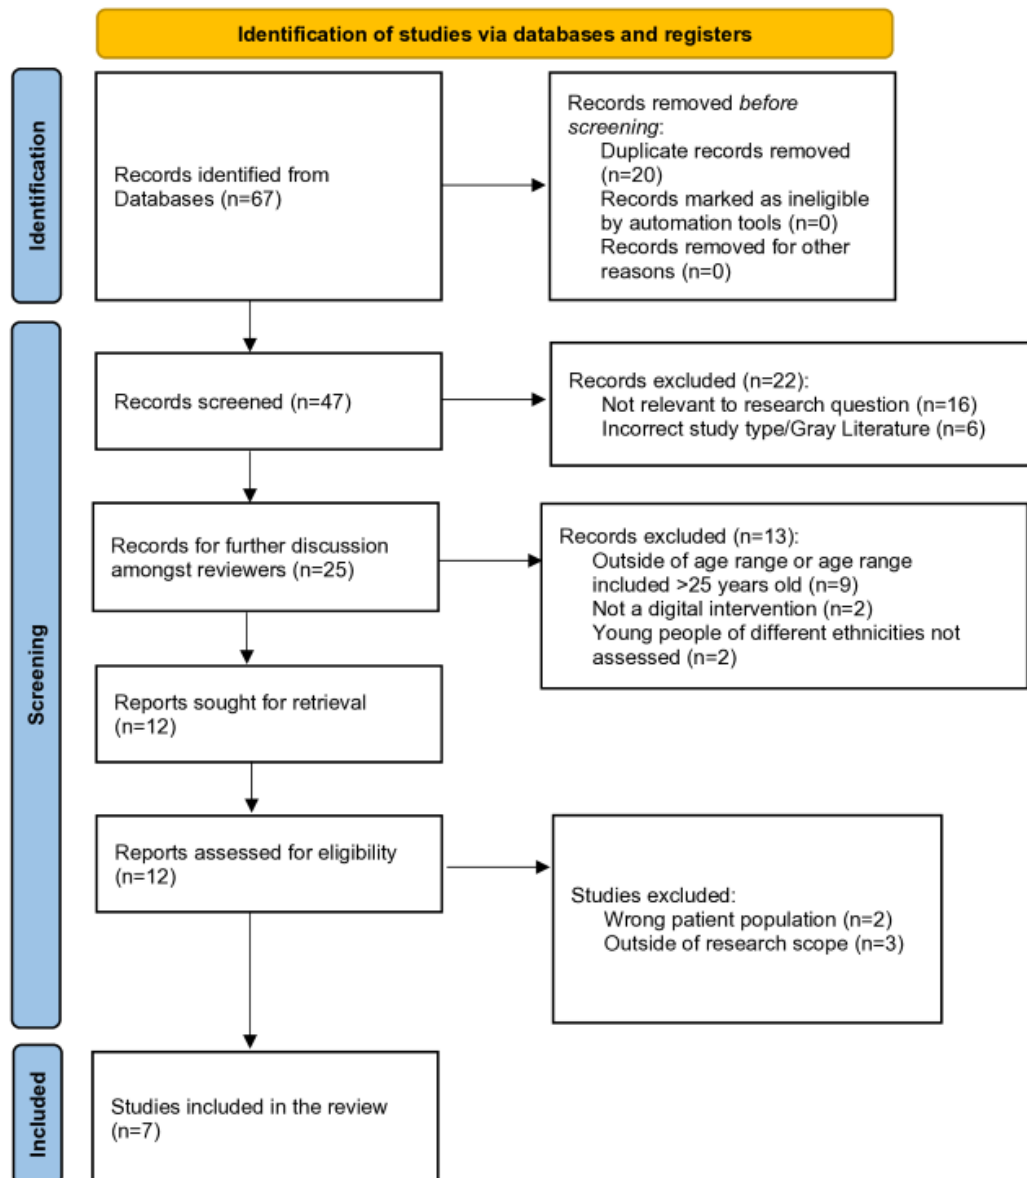 Identification of studies via databases and registers
Identification
Records identified from
Databases (n=67)
Records removed before
screening:
Duplicate records removed
(n=20)
Records marked as ineligible
by automation tools (n=0)
Records removed for other
reasons (n=0)
Screening
Records screened (n=47)
Records excluded (n=22):
Not relevant to research question (n=16)
Incorrect study type/Gray Literature (n=6)
Records for further discussion
amongst reviewers (n=25)
Records excluded (n=13):
Outside of age range or age range
included >25 years old (n=9)
Not a digital intervention (n=2)
Young people of different ethnicities not
assessed (n=2)
Reports sought for retrieval
(n=12)
Reports assessed for eligibility
(n=12)
Studies excluded:
Wrong patient population (n=2)
Outside of research scope (n=3)
Included
Studies included in the review
(n=7)